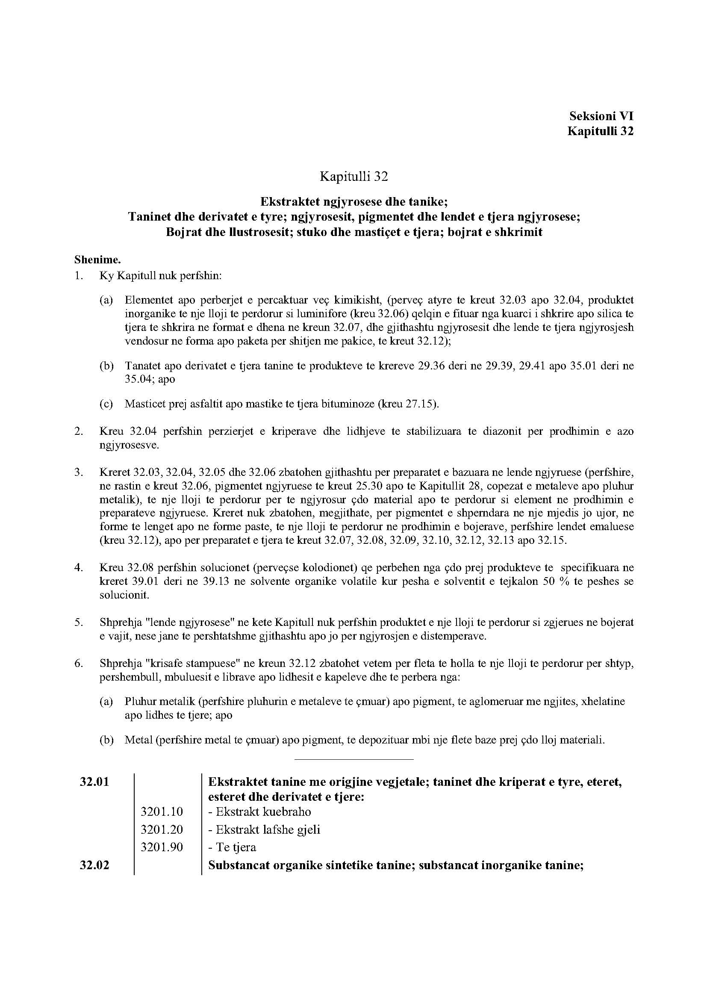 Seksioni VI
Kapitulli 32
Kapitulli 32
Ekstraktet ngjyrosese dhe tanike;
Taninet dhe derivatet e tyre; ngjyrosesit, pigmentet dhe lendet e tjera ngjyrosese;
Bojrat dhe llustrosesit; stuko dhe mastiçet e tjera; bojrat e shkrimit
Shenime.
1. Ky Kapitull nuk perfshin:
(a) Elementet apo perberjet e percaktuar veç kimikisht, (perveç atyre te kreut 32.03 apo 32.04, produktet
inorganike te nje lloji te perdorur si luminifore (kreu 32.06) qelqin e fituar nga kuarci i shkrire apo silica te
tjera te shkrira ne format e dhena ne kreun 32.07, dhe gjithashtu ngjyrosesit dhe lende te tjera ngjyrosjesh
vendosur ne forma apo paketa per shitjen me pakice, te kreut 32.12);
(b) Tanatet apo derivatet e tjera tanine te produkteve te krereve 29.36 deri ne 29.39, 29.41 apo 35.01 deri ne
35.04; apo
(c) Masticet prej asfaltit apo mastike te tjera bituminoze (kreu 27.15).
2. Kreu 32.04 perfshin perzierjet e kriperave dhe lidhjeve te stabilizuara te diazonit per prodhimin e azo
ngjyrosesve.
3. Kreret 32.03, 32.04, 32.05 dhe 32.06 zbatohen gjithashtu per preparatet e bazuara ne lende ngjyruese (perfshire,
ne rastin e kreut 32.06, pigmentet ngjyruese te kreut 25.30 apo te Kapitullit 28, copezat e metaleve apo pluhur
metalik), te nje lloji te perdorur per te ngjyrosur çdo material apo te perdorur si element ne prodhimin e
preparateve ngjyruese. Kreret nuk zbatohen, megjithate, per pigmentet e shperndara ne nje mjedis jo ujor, ne
forme te lenget apo ne forme paste, te nje lloji te perdorur ne prodhimin e bojerave, perfshire lendet emaluese
(kreu 32.12), apo per preparatet e tjera te kreut 32.07, 32.08, 32.09, 32.10, 32.12, 32.13 apo 32.15.
4. Kreu 32.08 perfshin solucionet (perveçse kolodionet) qe perbehen nga çdo prej produkteve te specifikuara ne
kreret 39.01 deri ne 39.13 ne solvente organike volatile kur pesha e solventit e tejkalon 50 % te peshes se
solucionit.
5. Shprehja "lende ngjyrosese" ne kete Kapitull nuk perfshin produktet e nje lloji te perdorur si zgjerues ne bojerat
e vajit, nese jane te pershtatshme gjithashtu apo jo per ngjyrosjen e distemperave.
6. Shprehja "krisafe stampuese" ne kreun 32.12 zbatohet vetem per fleta te holla te nje lloji te perdorur per shtyp,
pershembull, mbuluesit e librave apo lidhesit e kapeleve dhe te perbera nga:
(a) Pluhur metalik (perfshire pluhurin e metaleve te çmuar) apo pigment, te aglomeruar me ngjites, xhelatine
apo lidhes te tjere; apo
(b) Metal (perfshire metal te çmuar) apo pigment, te depozituar mbi nje flete baze prej çdo lloj materiali.
32.01 Ekstraktet tanine me origjine vegjetale; taninet dhe kriperat e tyre, eteret,
esteret dhe derivatet e tjere:
3201.10 - Ekstrakt kuebraho
3201.20 - Ekstrakt lafshe gjeli
3201.90 - Te tjera
32.02 Substancat organike sintetike tanine; substancat inorganike tanine;